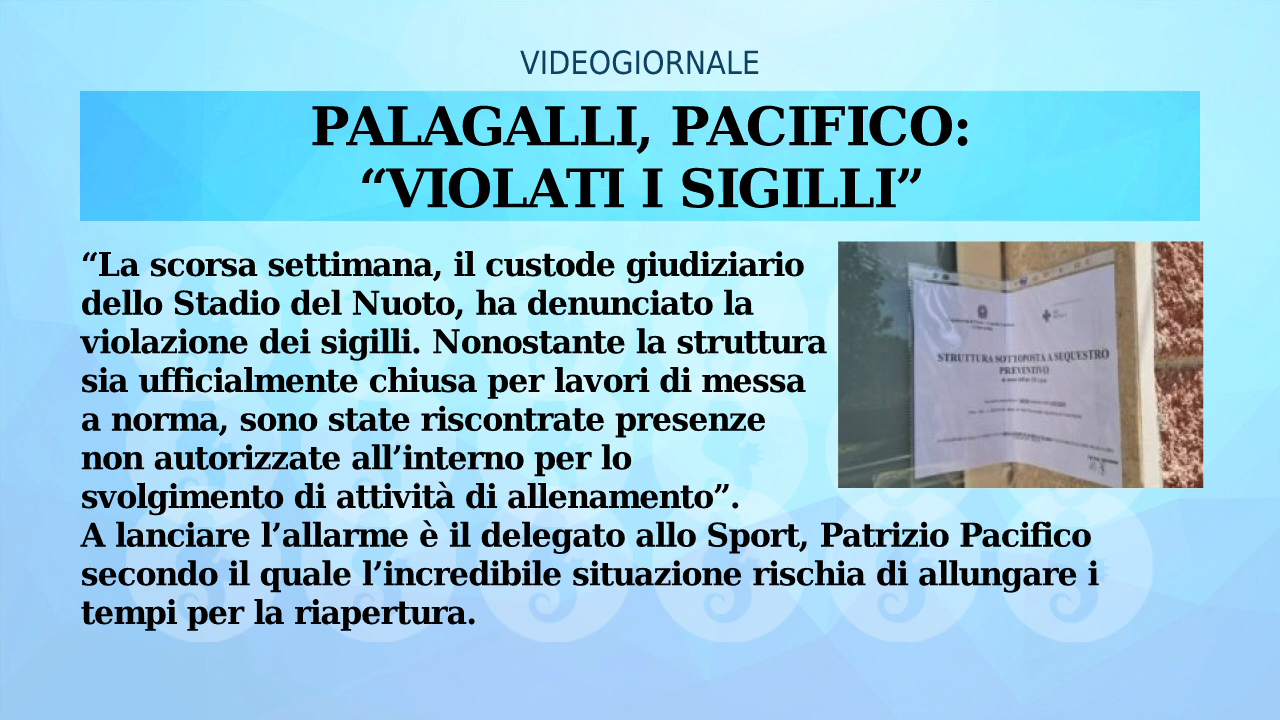 VIDEOGIORNALE
PALAGALLI, PACIFICO:
“VIOLATI I SIGILLI”
“La scorsa settimana, il custode giudiziario
dello Stadio del Nuoto, ha denunciato la
violazione dei sigilli. Nonostante la struttura
sia ufficialmente chiusa per lavori di messa
a norma, sono state riscontrate presenze
non autorizzate all’interno per lo
svolgimento di attività di allenamento”.
A lanciare l’allarme è il delegato allo Sport, Patrizio Pacifico
secondo il quale l’incredibile situazione rischia di allungare i
tempi per la riapertura.
STRUTTURA SOTTOPOSTA A SEQUESTRO
PREVENTIVO